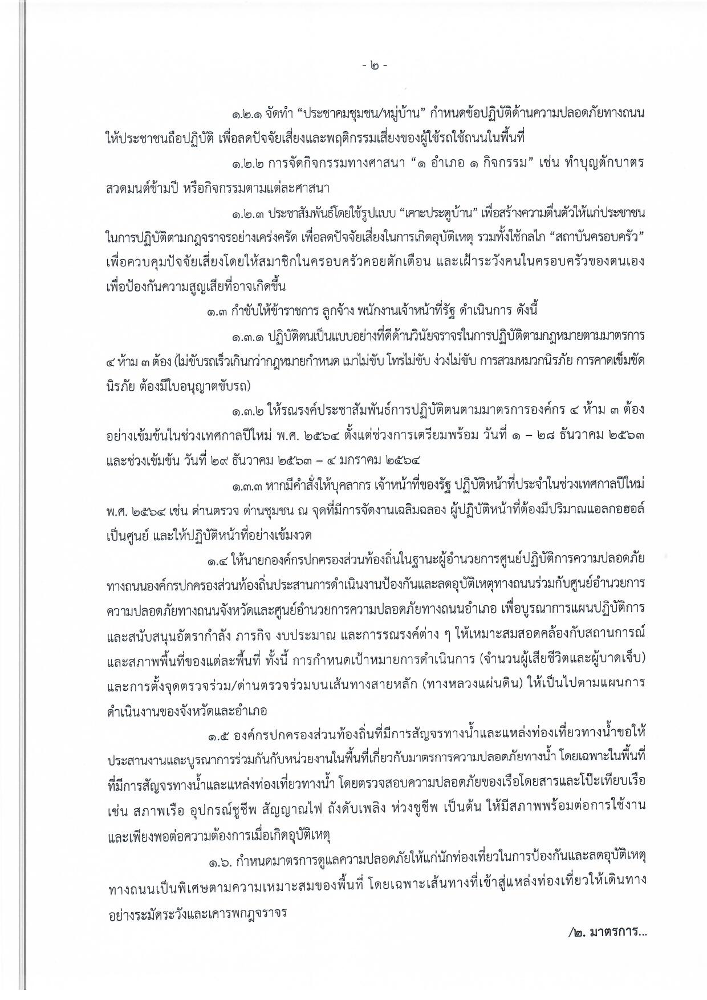 - ๒ -
๑.๒.๑ จัดทำ “ประชาคมชุมชน/หมู่บ้าน” กำหนดข้อปฏิบัติด้านความปลอดภัยทางถนน
ให้ประชาชนถือปฏิบัติ เพื่อลดปัจจัยเสี่ยงและพฤติกรรมเสี่ยงของผู้ใช้รถใช้ถนนในพื้นที่
๑.๒.๒ การจัดกิจกรรมทางศาสนา “๑ อำเภอ ๑ กิจกรรม” เช่น ทำบุญตักบาตร
สวดมนต์ข้ามปี หรือกิจกรรมตามแต่ละศาสนา
๑.๒.๓ ประชาสัมพันธ์โดยใช้รูปแบบ “เคาะประตูบ้าน” เพื่อสร้างความตื่นตัวให้แก่ประชาชน
ในการปฏิบัติตามกฎจราจรอย่างเคร่งครัด เพื่อลดปัจจัยเสี่ยงในการเกิดอุบัติเหตุ รวมทั้งใช้กลไก “สถาบันครอบครัว”
เพื่อควบคุมปัจจัยเสี่ยงโดยให้สมาชิกในครอบครัวคอยตักเตือน และเฝ้าระวังคนในครอบครัวของตนเอง
เพื่อป้องกันความสูญเสียที่อาจเกิดขึ้น
๑.๓ กำชับให้ข้าราชการ ลูกจ้าง พนักงานเจ้าหน้าที่รัฐ ดำเนินการ ดังนี้
๑.๓.๑ ปฏิบัติตนเป็นแบบอย่างที่ดีด้านวินัยจราจรในการปฏิบัติตามกฎหมายตามมาตรการ
๔ ห้าม ๓ ต้อง (ไม่ขับรถเร็วเกินกว่ากฎหมายกำหนด เมาไม่ขับ โทรไม่ขับ ง่วงไม่ขับ การสวมหมวกนิรภัย การคาดเข็มขัด
นิรภัย ต้องมีใบอนุญาตขับรถ)
๑.๓.๒ ให้รณรงค์ประชาสัมพันธ์การปฏิบัติตนตามมาตรการองค์กร ๔ ห้าม ๓ ต้อง
อย่างเข้มข้นในช่วงเทศกาลปีใหม่ พ.ศ. ๒๕๖๔ ตั้งแต่ช่วงการเตรียมพร้อม วันที่ ๑ – ๒๘ ธันวาคม ๒๕๖๓
และช่วงเข้มข้น วันที่ ๒๙ ธันวาคม ๒๕๖๓ – ๔ มกราคม ๒๕๖๔
๑.๓.๓ หากมีคำสั่งให้บุคลากร เจ้าหน้าที่ของรัฐ ปฏิบัติหน้าที่ประจำในช่วงเทศกาลปีใหม่
พ.ศ. ๒๕๖๔ เช่น ด่านตรวจ ด่านชุมชน ณ จุดที่มีการจัดงานเฉลิมฉลอง ผู้ปฏิบัติหน้าที่ต้องมีปริมาณแอลกอฮอล์
เป็นศูนย์ และให้ปฏิบัติหน้าที่อย่างเข้มงวด
๑.๔ ให้นายกองค์กรปกครองส่วนท้องถิ่นในฐานะผู้อำนวยการศูนย์ปฏิบัติการความปลอดภัย
ทางถนนองค์กรปกครองส่วนท้องถิ่นประสานการดำเนินงานป้องกันและลดอุบัติเหตุทางถนนร่วมกับศูนย์อำนวยการ
ความปลอดภัยทางถนนจังหวัดและศูนย์อำนวยการความปลอดภัยทางถนนอำเภอ เพื่อบูรณาการแผนปฏิบัติการ
และสนับสนุนอัตรากำลัง ภารกิจ งบประมาณ และการรณรงค์ต่าง ๆ ให้เหมาะสมสอดคล้องกับสถานการณ์
และสภาพพื้นที่ของแต่ละพื้นที่ ทั้งนี้ การกำหนดเป้าหมายการดำเนินการ (จำนวนผู้เสียชีวิตและผู้บาดเจ็บ)
และการตั้งจุดตรวจร่วม/ด่านตรวจร่วมบนเส้นทางสายหลัก (ทางหลวงแผ่นดิน) ให้เป็นไปตามแผนการ
ดำเนินงานของจังหวัดและอำเภอ
๑.๕ องค์กรปกครองส่วนท้องถิ่นที่มีการสัญจรทางน้ำและแหล่งท่องเที่ยวทางน้ำขอให้
ประสานงานและบูรณาการร่วมกันกับหน่วยงานในพื้นที่เกี่ยวกับมาตรการความปลอดภัยทางน้ำ โดยเฉพาะในพื้นที่
ที่มีการสัญจรทางน้ำและแหล่งท่องเที่ยวทางน้ำ โดยตรวจสอบความปลอดภัยของเรือโดยสารและโป๊ะเทียบเรือ
เช่น สภาพเรือ อุปกรณ์ชูชีพ สัญญาณไฟ ถังดับเพลิง ห่วงชูชีพ เป็นต้น ให้มีสภาพพร้อมต่อการใช้งาน
และเพียงพอต่อความต้องการเมื่อเกิดอุบัติเหตุ
๑.๖. กำหนดมาตรการดูแลความปลอดภัยให้แก่นักท่องเที่ยวในการป้องกันและลดอุบัติเหตุ
ทางถนนเป็นพิเศษตามความเหมาะสมของพื้นที่ โดยเฉพาะเส้นทางที่เข้าสู่แหล่งท่องเที่ยวให้เดินทาง
อย่างระมัดระวังและเคารพกฎจราจร
/๒. มาตรการ...